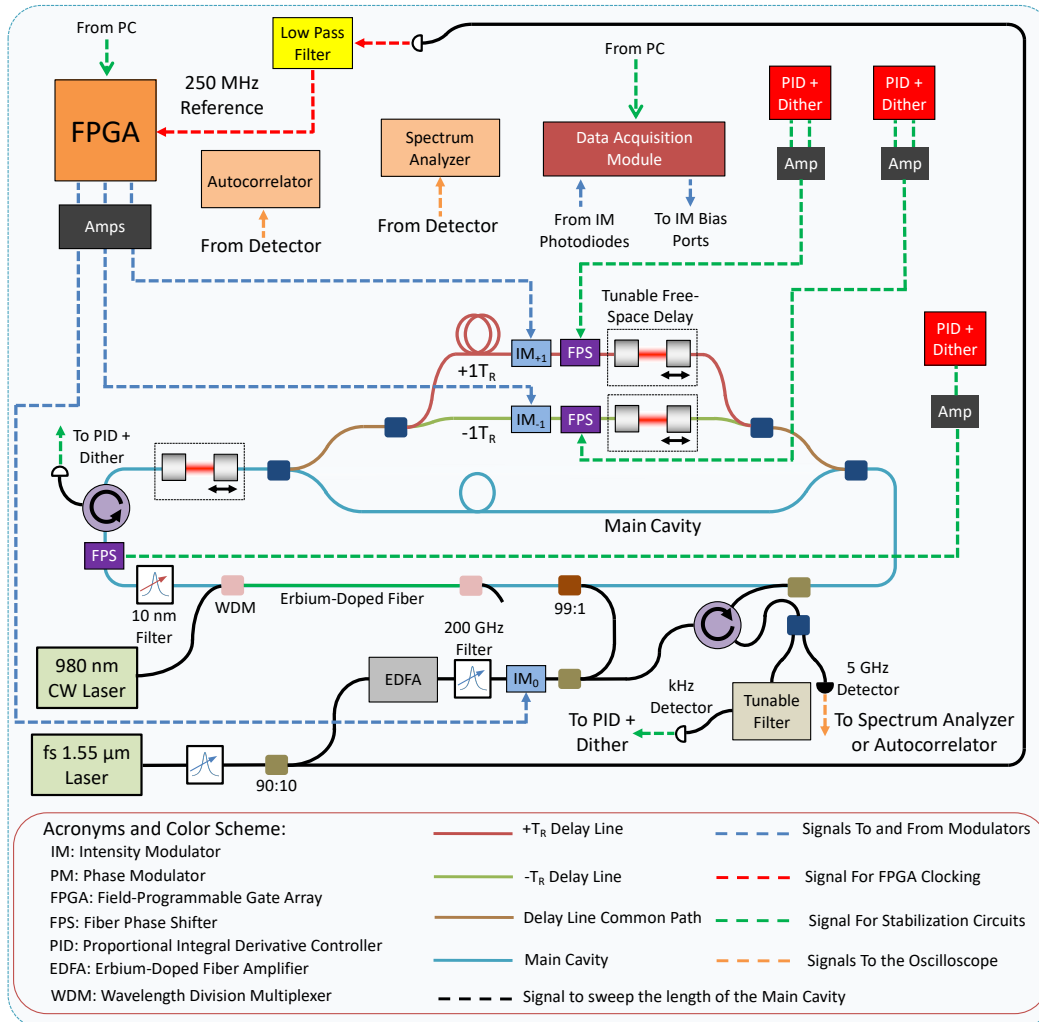 From PC
Low Pass
Filter
From PC
PID +
Dither
PID +
Dither
250 MHz
Reference
FPGA
Spectrum
Analyzer
Data Acquisition
Module
Amp
Amp
Autocorrelator
Amps
From Detector
From Detector
From IM
Photodiodes
To IM Bias
Ports
Tunable Free-
Space Delay
PID +
Dither
IM+1
FPS
+1TR
IM-1
FPS
-1TR
Amp
To PID +
Dither
Main Cavity
FPS
10 nm
Filter
WDM
Erbium-Doped Fiber
99:1
980 nm
CW Laser
200 GHz
Filter
EDFA
IM0
kHz
Detector
5 GHz
Detector
Tunable
Filter
To PID +
Dither
To Spectrum Analyzer
or Autocorrelator
fs 1.55 μm
Laser
90:10
Acronyms and Color Scheme:
IM: Intensity Modulator
PM: Phase Modulator
FPGA: Field-Programmable Gate Array
FPS: Fiber Phase Shifter
PID: Proportional Integral Derivative Controller
EDFA: Erbium-Doped Fiber Amplifier
WDM: Wavelength Division Multiplexer
+TR Delay Line
-TR Delay Line
Delay Line Common Path
Main Cavity
Signal to sweep the length of the Main Cavity
Signals To and From Modulators
Signal For FPGA Clocking
Signal For Stabilization Circuits
Signals To the Oscilloscope